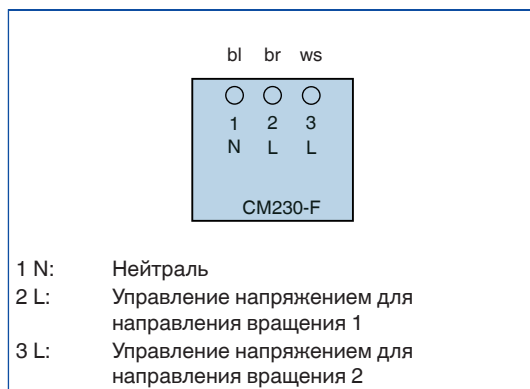 bl br ws
1 2 3
N L L
CM230-F
1 N: Нейтраль
2 L: Управление напряжением для
направления вращения 1
3 L: Управление напряжением для
направления вращения 2